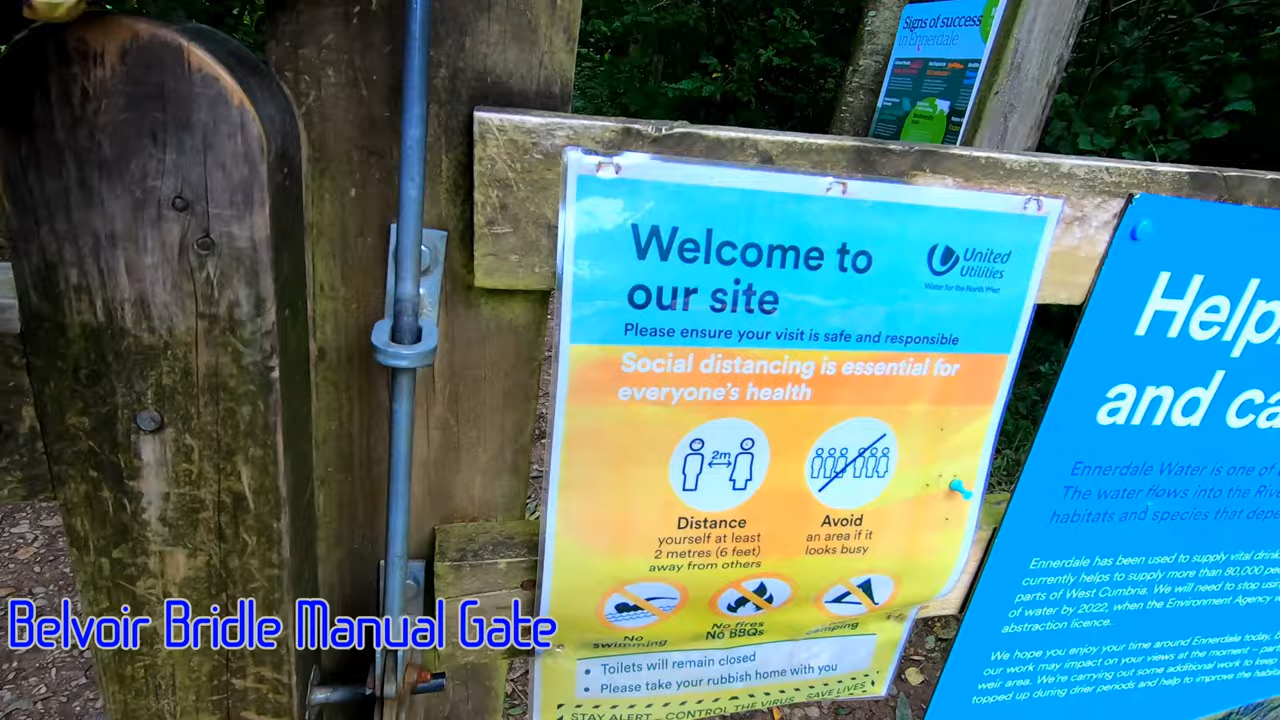 Signs of success
in Ennerdale
Welcome to
our site
United
Utilities
Water for the North West
Please ensure your visit is safe and responsible
Social distancing is essential for
everyone's health
2m
Distance
yourself at least
2 metres (6 feet)
away from others
Avoid
an area if it
looks busy
No
swimming
No fires
No BBQs
camping
• Toilets will remain closed
• Please take your rubbish home with you
STAY ALERT CONTROL THE VIRUS SAVE LIVES
Help
and ca
Ennerdale Water is one of
The water flows into the Rive
habitats and species that depe
Ennerdale has been used to supply vital drink
currently helps to supply more than 80,000 peo
parts of West Cumbria. We will need to stop usin
of water by 2022, when the Environment Agency
abstraction licence.
We hope you enjoy your time around Ennerdale today,
our work may impact on your views at the moment – part
weir area. We're carrying out some additional work to keep
topped up during drier periods and help to improve the habit
Belvoir Bridle Manual Gate